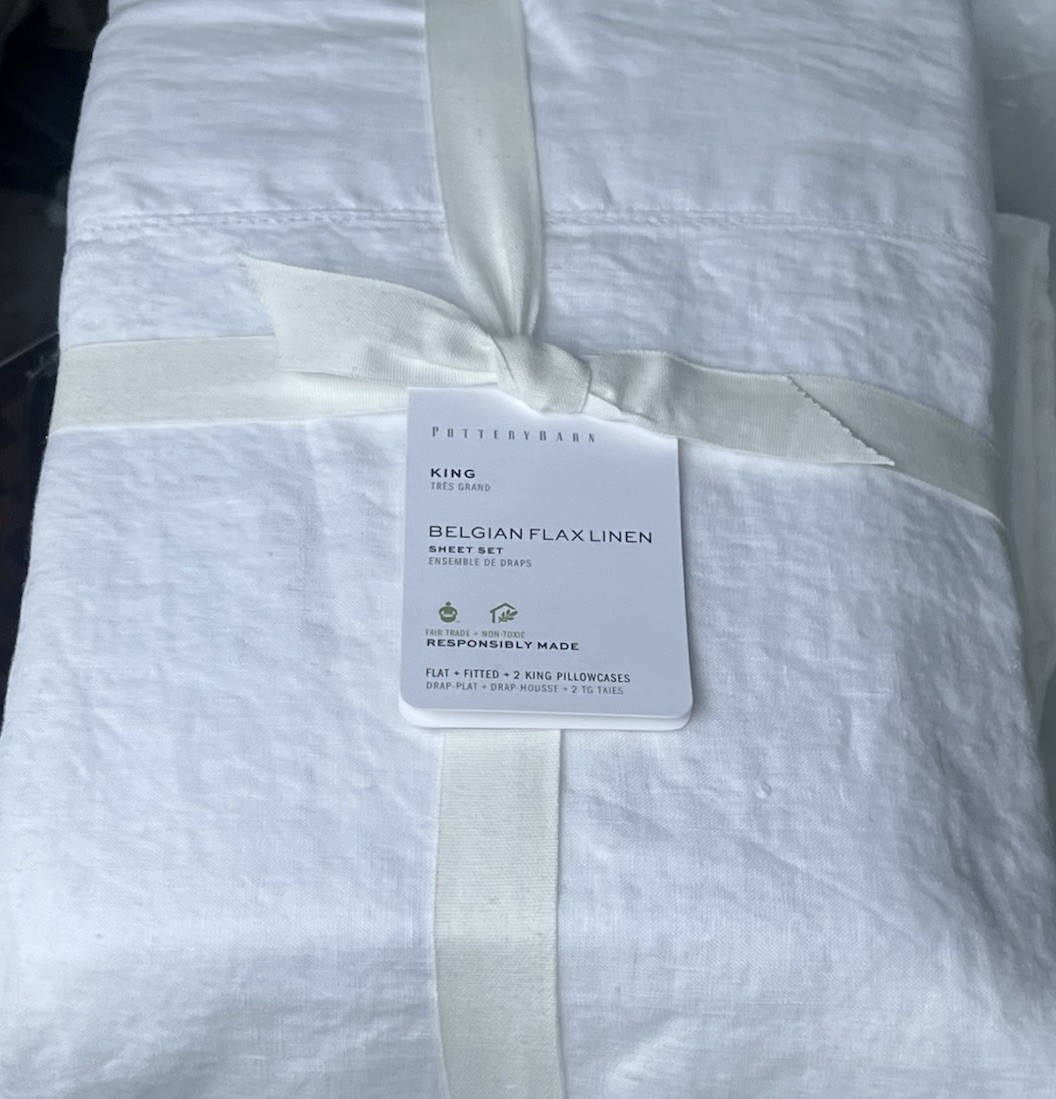 POTTERYBARN
KING
TRÈS GRAND
BELGIAN FLAX LINEN
SHEET SET
ENSEMBLE DE DRAPS
FAIR TRADE + NON-TOXIC
RESPONSIBLY MADE
FLAT + FITTED + 2 KING PILLOWCASES
DRAP-PLAT + DRAP-HOUSSE + 2 TG TAIES